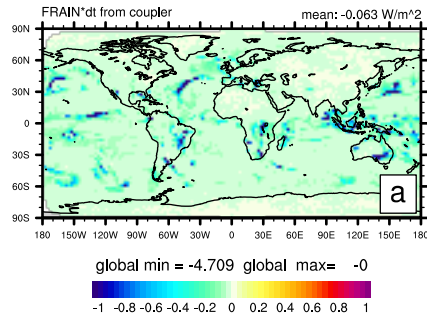 FRAIN*dt from coupler mean: -0.063 W/m^2
90N
60N
30N
0
30S
60S
90S
a
180 150W 120W 90W 60W 30W 0 30E 60E 90E 120E 150E 180
global min = -4.709 global max= -0
-1 -0.8 -0.6 -0.4 -0.2 0 0.2 0.4 0.6 0.8 1